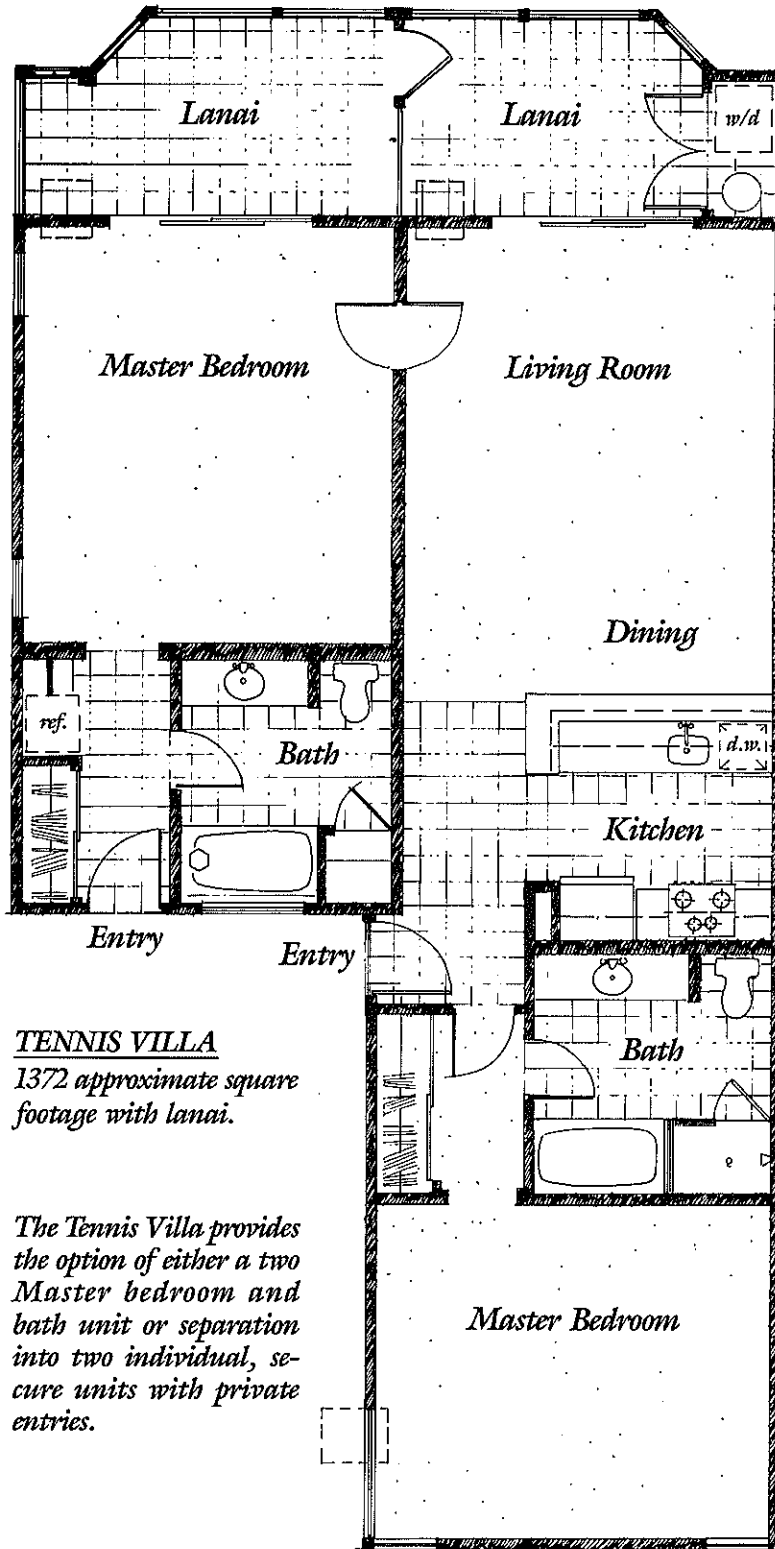 Lanai
Lanai
w/d
Master Bedroom
Living Room
Dining
ref.
Bath
d.w.
Kitchen
Entry
Entry
Bath
TENNIS VILLA
1372 approximate square
footage with lanai.
The Tennis Villa provides
the option of either a two
Master bedroom and
bath unit or separation
into two individual, se-
cure units with private
entries.
Master Bedroom